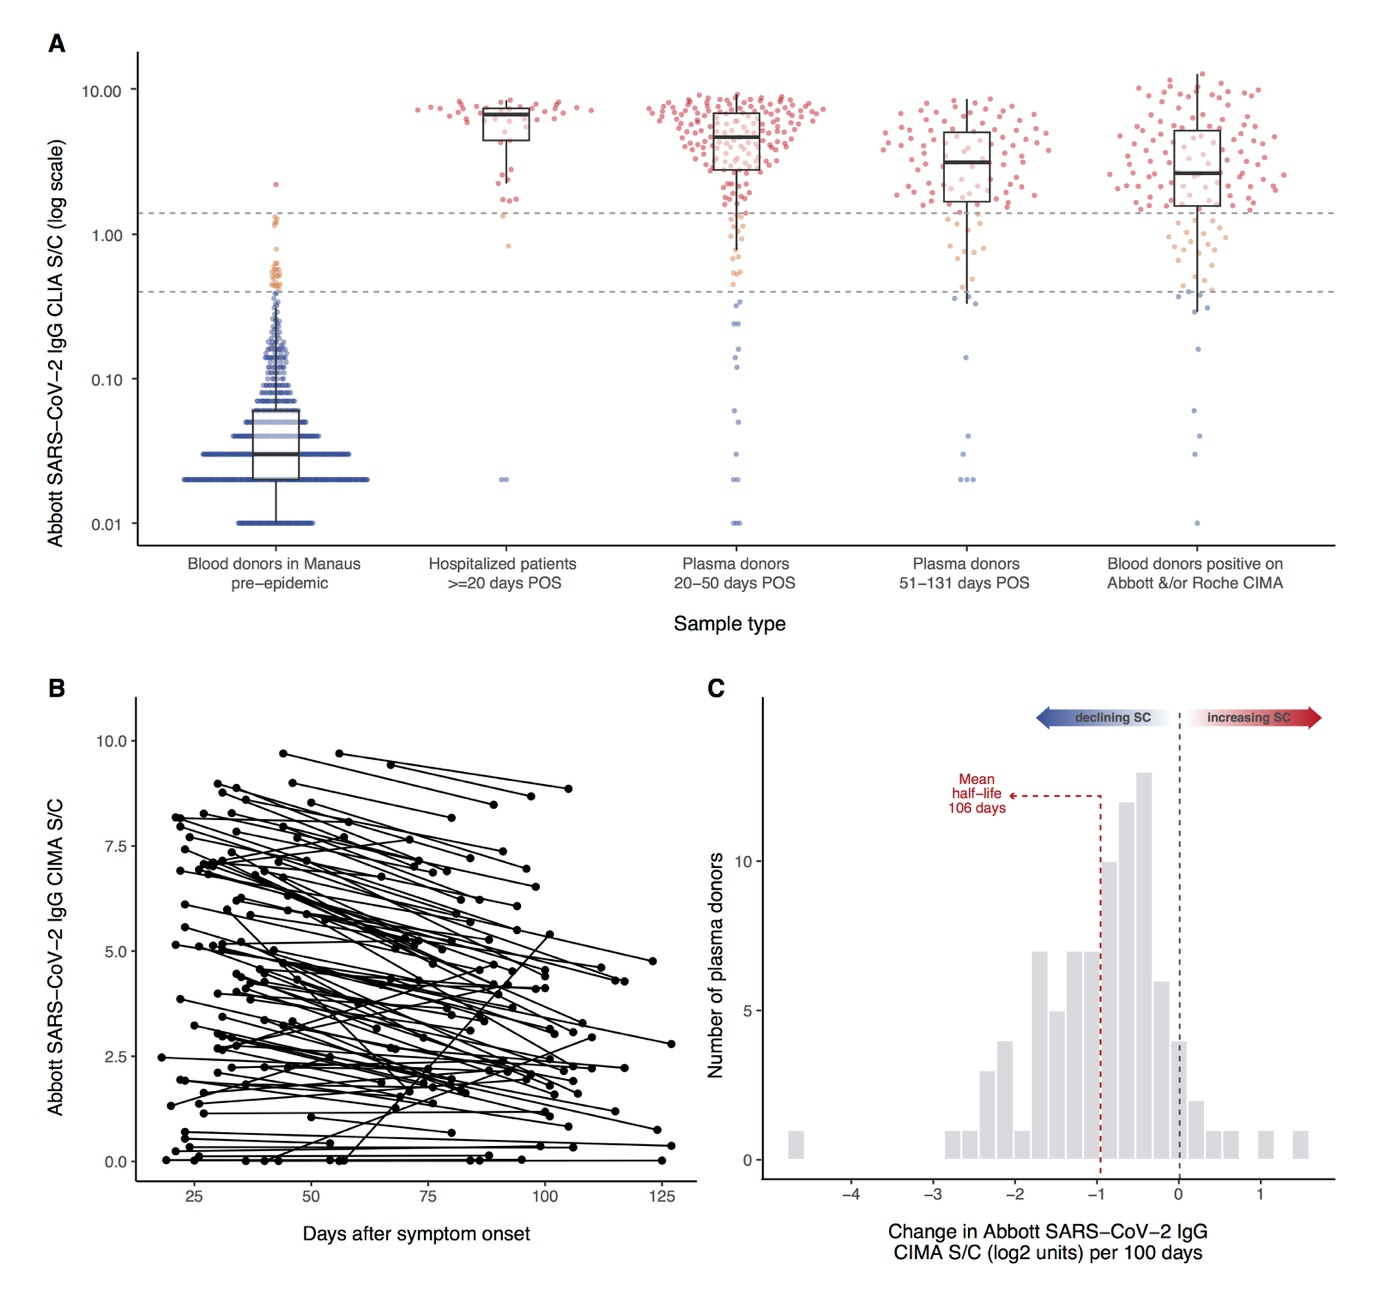 A
Abbott SARS−CoV−2 IgG CLIA S/C (log scale)
10.00
1.00
0.10
0.01
Blood donors in Manaus
pre−epidemic
Hospitalized patients
>=20 days POS
Plasma donors
20−50 days POS
Plasma donors
51−131 days POS
Blood donors positive on
Abbott &/or Roche CIMA
Sample type
B
Abbott SARS−CoV−2 IgG CIMA S/C
10.0
7.5
5.0
2.5
0.0
25
50
75
100
125
Days after symptom onset
C
declining SC
increasing SC
Mean
half−life
106 days
Number of plasma donors
10
5
0
−4
−3
−2
−1
0
1
Change in Abbott SARS−CoV−2 IgG
CIMA S/C (log2 units) per 100 days